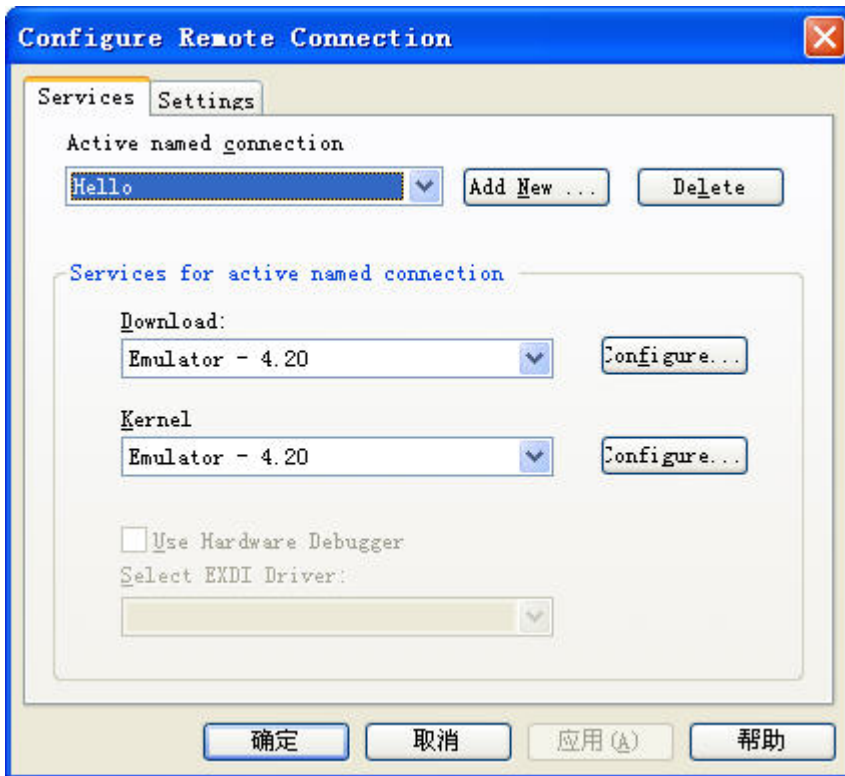 Configure Remote Connection
Services Settings
Active named connection
Hello Add New ... Delete
Services for active named connection
Download:
Emulator - 4.20 Configure...
Kernel
Emulator - 4.20 Configure...
Use Hardware Debugger
Select EXDI Driver:
确定 取消 应用(A) 帮助